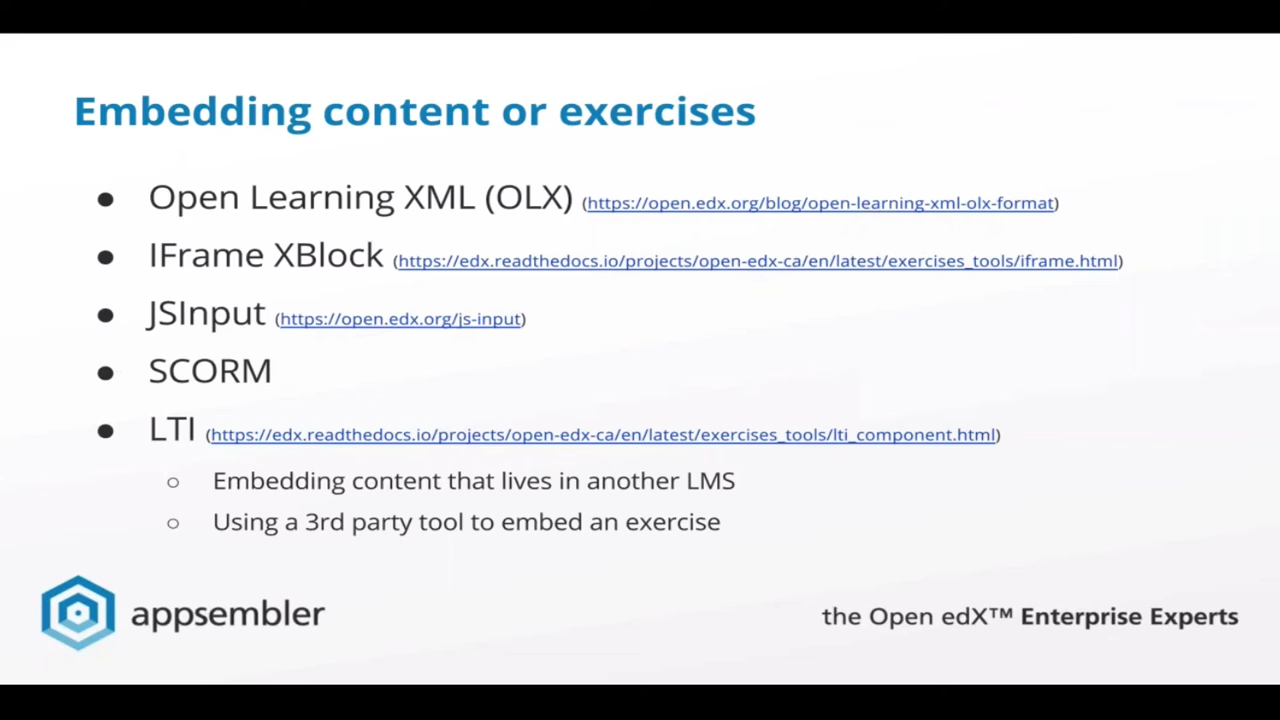 Embedding content or exercises
● Open Learning XML (OLX) (https://open.edx.org/blog/open-learning-xml-olx-format)
● IFrame XBlock (https://edx.readthedocs.io/projects/open-edx-ca/en/latest/exercises_tools/iframe.html)
● JSInput (https://open.edx.org/js-input)
● SCORM
● LTI (https://edx.readthedocs.io/projects/open-edx-ca/en/latest/exercises_tools/lti_component.html)
○ Embedding content that lives in another LMS
○ Using a 3rd party tool to embed an exercise
appsembler
the Open edX™ Enterprise Experts